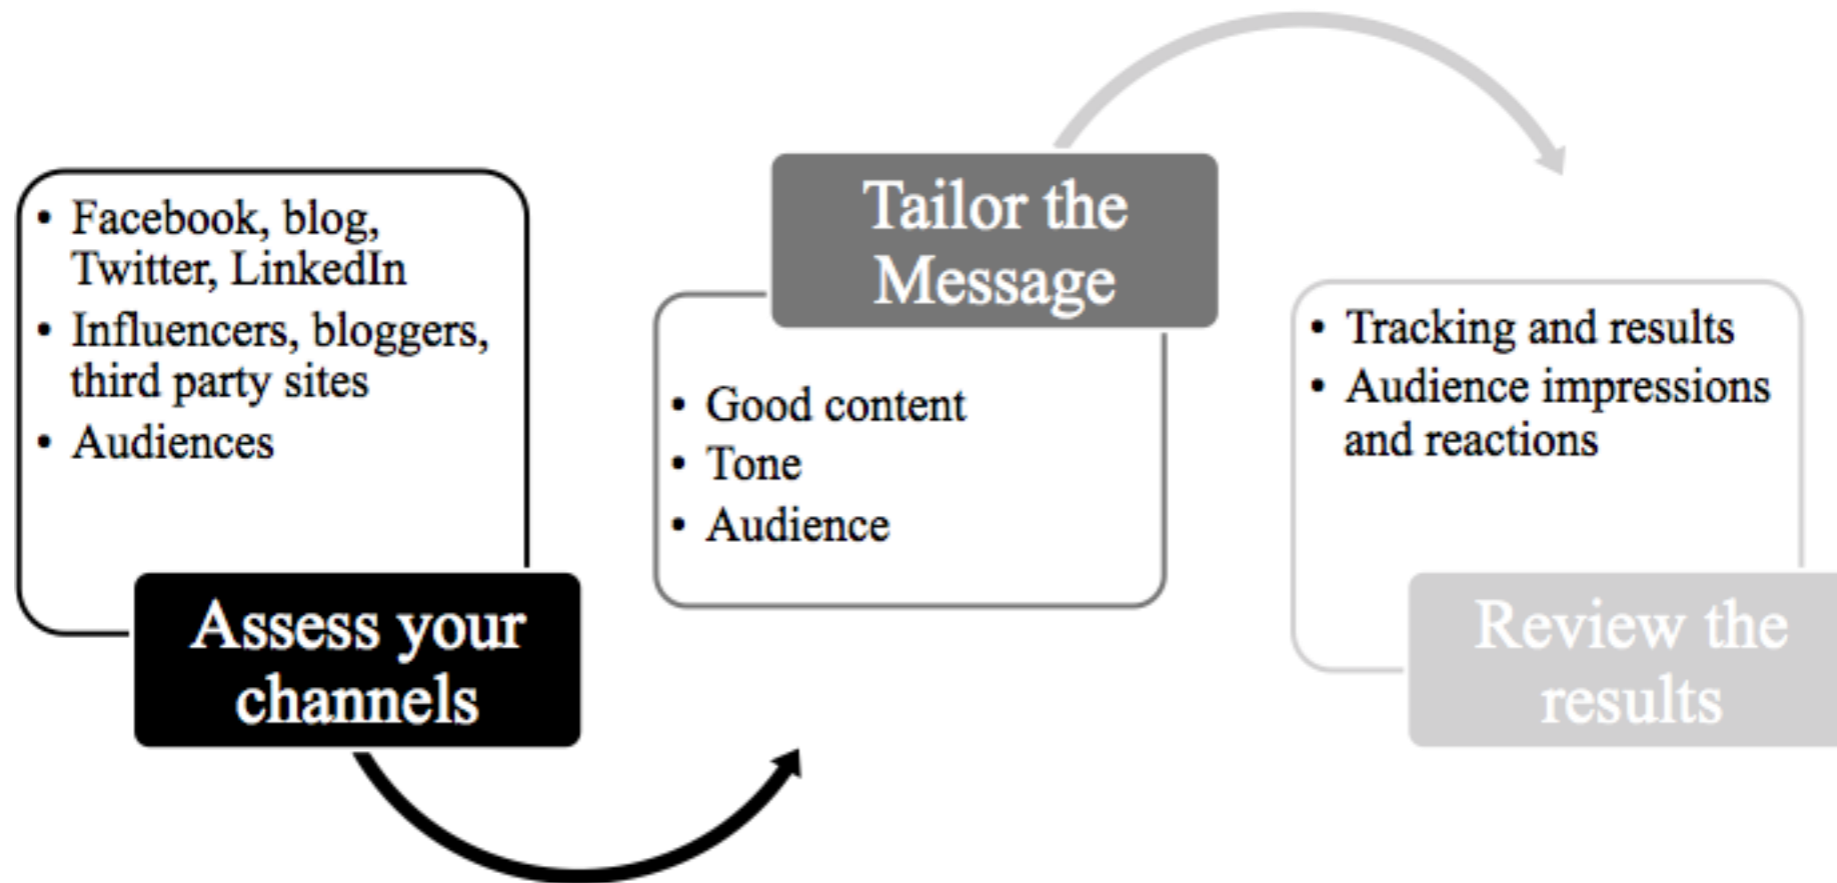 • Facebook, blog,
Twitter, LinkedIn
• Influencers, bloggers,
third party sites
• Audiences
Assess your
channels
Tailor the
Message
• Good content
• Tone
• Audience
• Tracking and results
• Audience impressions
and reactions
Review the
results